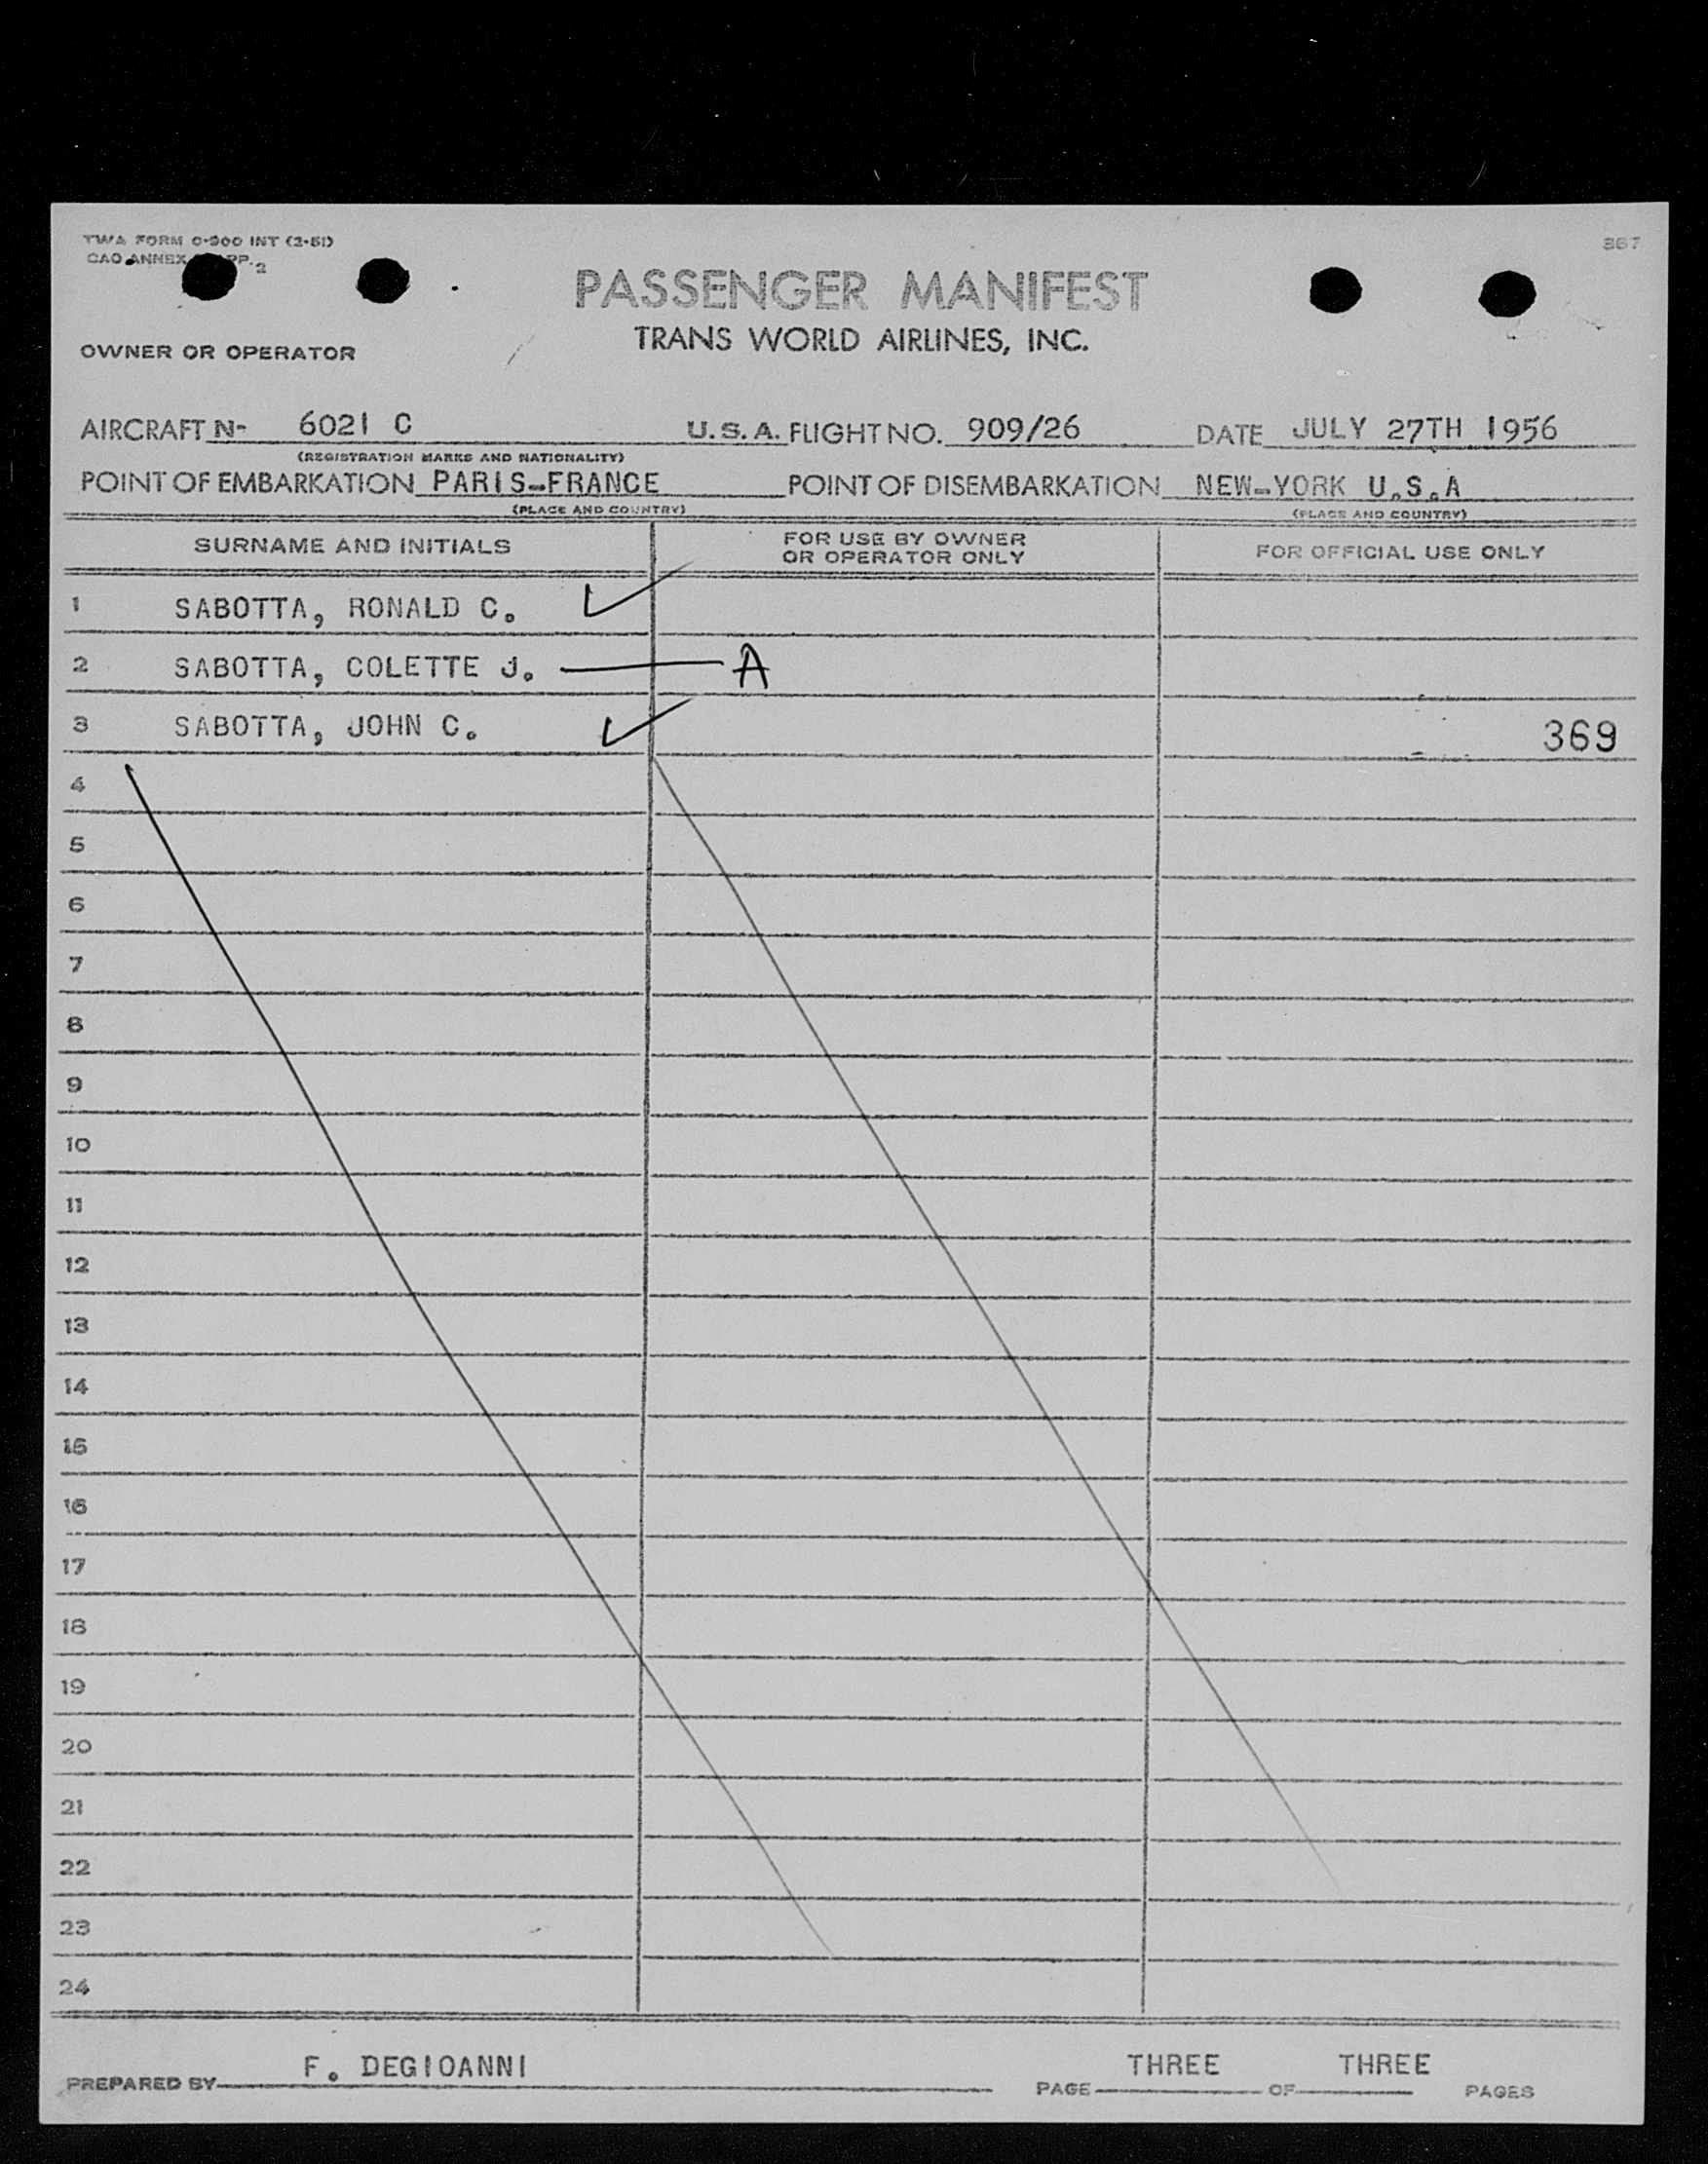 TWA FORM O-900 INT (2-51)
367
CAO ANNEX PP. 2
PASSENGER MANIFEST
TRANS WORLD AIRLINES, INC.
OWNER OR OPERATOR
AIRCRAFT N- 6021 C U.S.A. FLIGHT NO. 909/26 DATE JULY 27TH 1956
(REGISTRATION MARKS AND NATIONALITY)
POINT OF EMBARKATION PARIS-FRANCE POINT OF DISEMBARKATION NEW-YORK U.S.A
(PLACE AND COUNTRY) (PLACE AND COUNTRY)
SURNAME AND INITIALS FOR USE BY OWNER OR OPERATOR ONLY FOR OFFICIAL USE ONLY
1 SABOTTA, RONALD C. ✓
2 SABOTTA, COLETTE J. — A
3 SABOTTA, JOHN C. ✓ 369
4
5
6
7
8
9
10
11
12
13
14
15
16
17
18
19
20
21
22
23
24
PREPARED BY F. DEGIOANNI PAGE THREE OF THREE PAGES